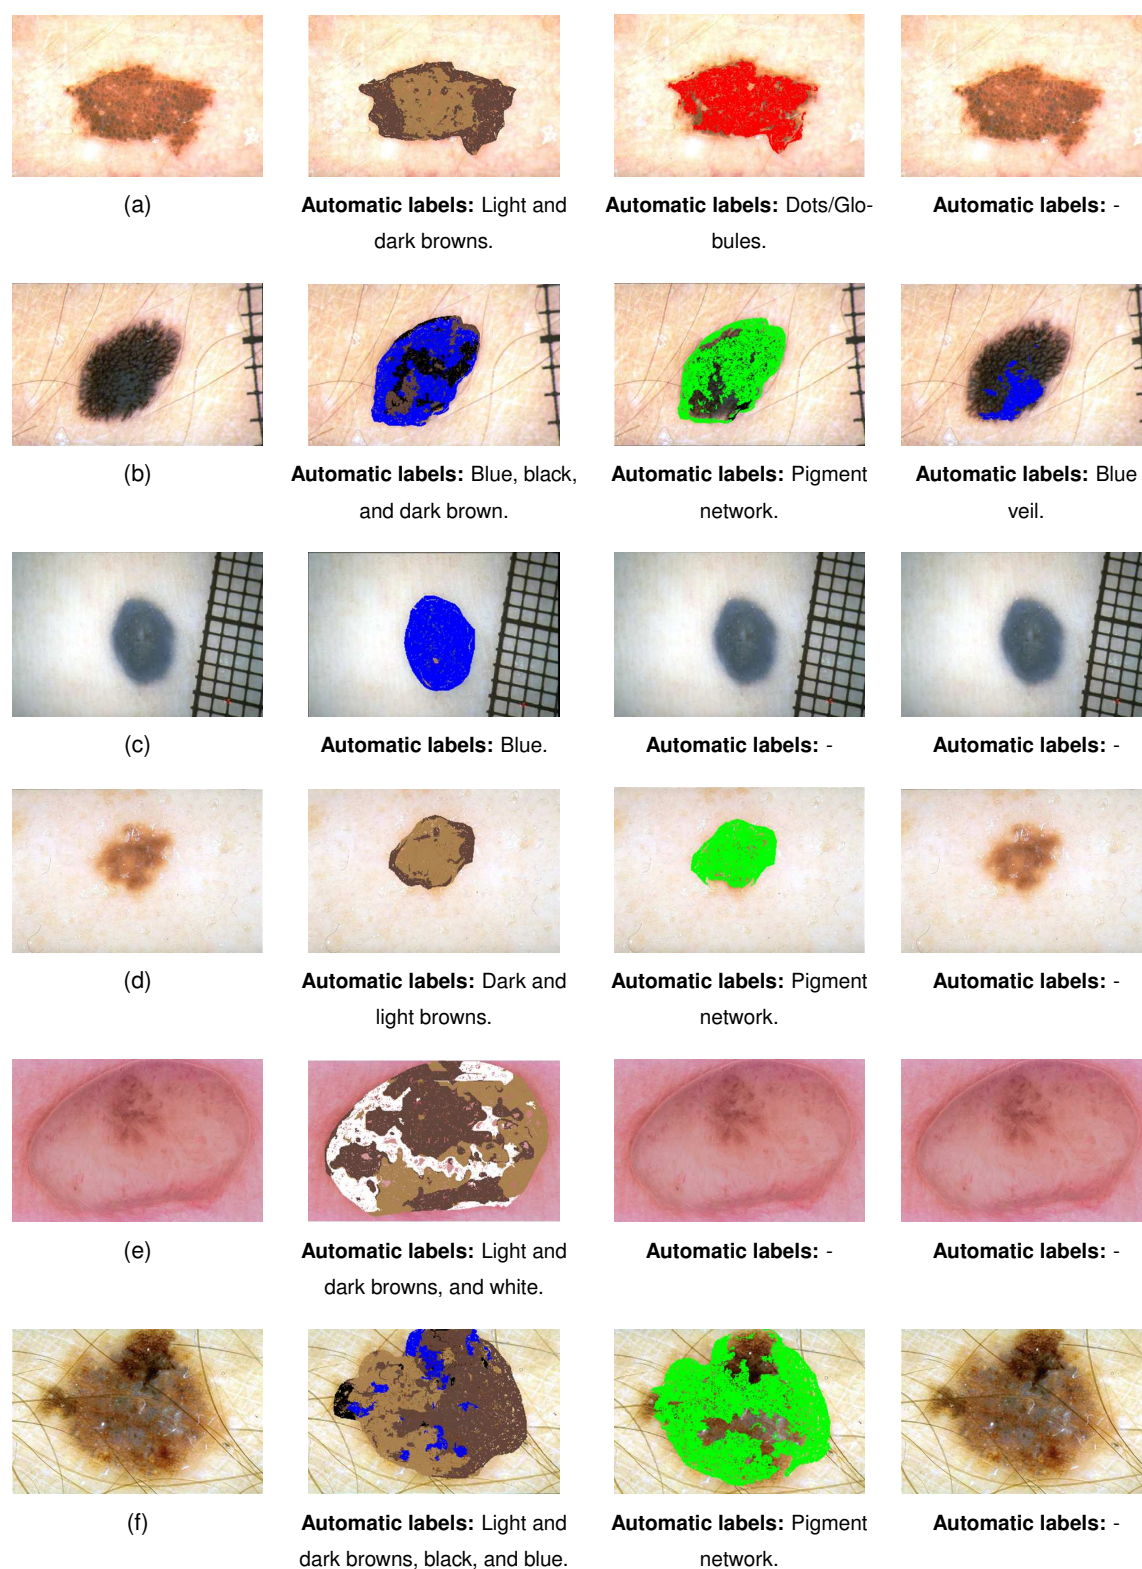 (a)
Automatic labels: Light and
dark browns.
Automatic labels: Dots/Glo-
bules.
Automatic labels: -
(b)
Automatic labels: Blue, black,
and dark brown.
Automatic labels: Pigment
network.
Automatic labels: Blue
veil.
(c)
Automatic labels: Blue.
Automatic labels: -
Automatic labels: -
(d)
Automatic labels: Dark and
light browns.
Automatic labels: Pigment
network.
Automatic labels: -
(e)
Automatic labels: Light and
dark browns, and white.
Automatic labels: -
Automatic labels: -
(f)
Automatic labels: Light and
dark browns, black, and blue.
Automatic labels: Pigment
network.
Automatic labels: -